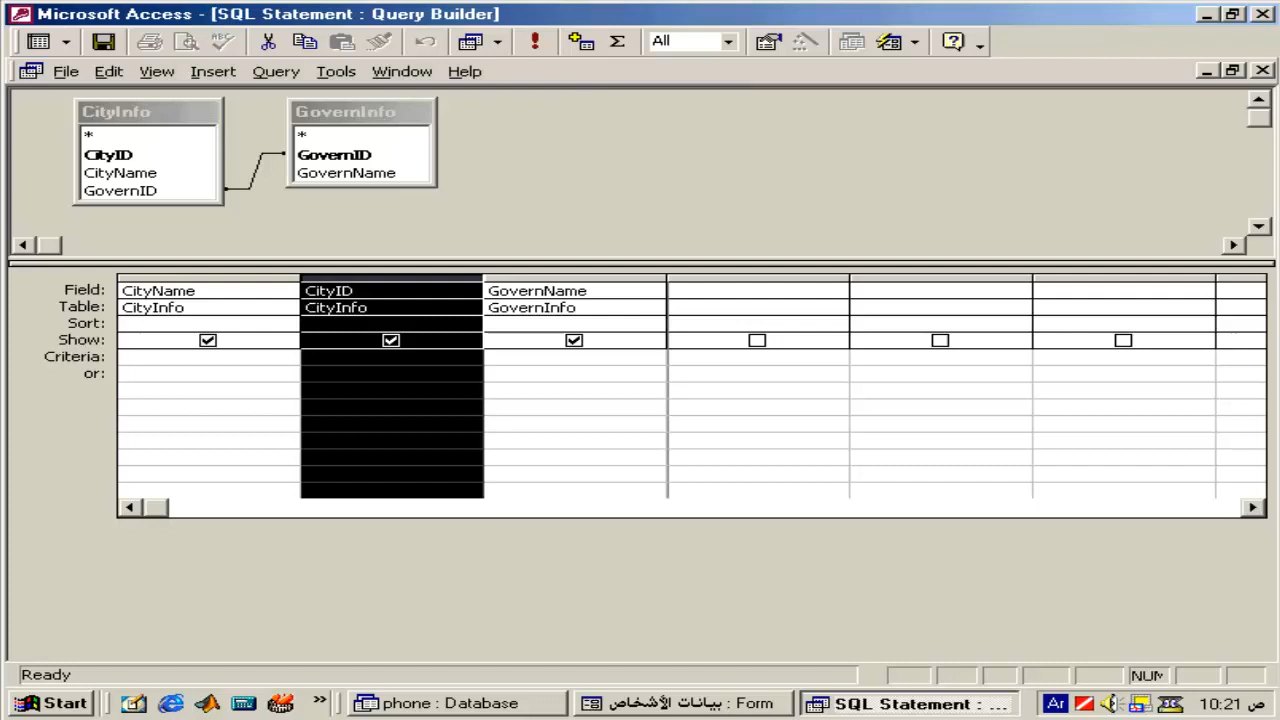 Microsoft Access - [SQL Statement : Query Builder]
All
File Edit View Insert Query Tools Window Help
CityInfo
*
CityID
CityName
GovernID
GovernInfo
*
GovernID
GovernName
Field: CityName CityID GovernName
Table: CityInfo CityInfo GovernInfo
Sort:
Show:
Criteria:
or:
Ready NUM
Start » phone : Database بيانات الأشخاص : Form SQL Statement : ... Ar 10:21 ص